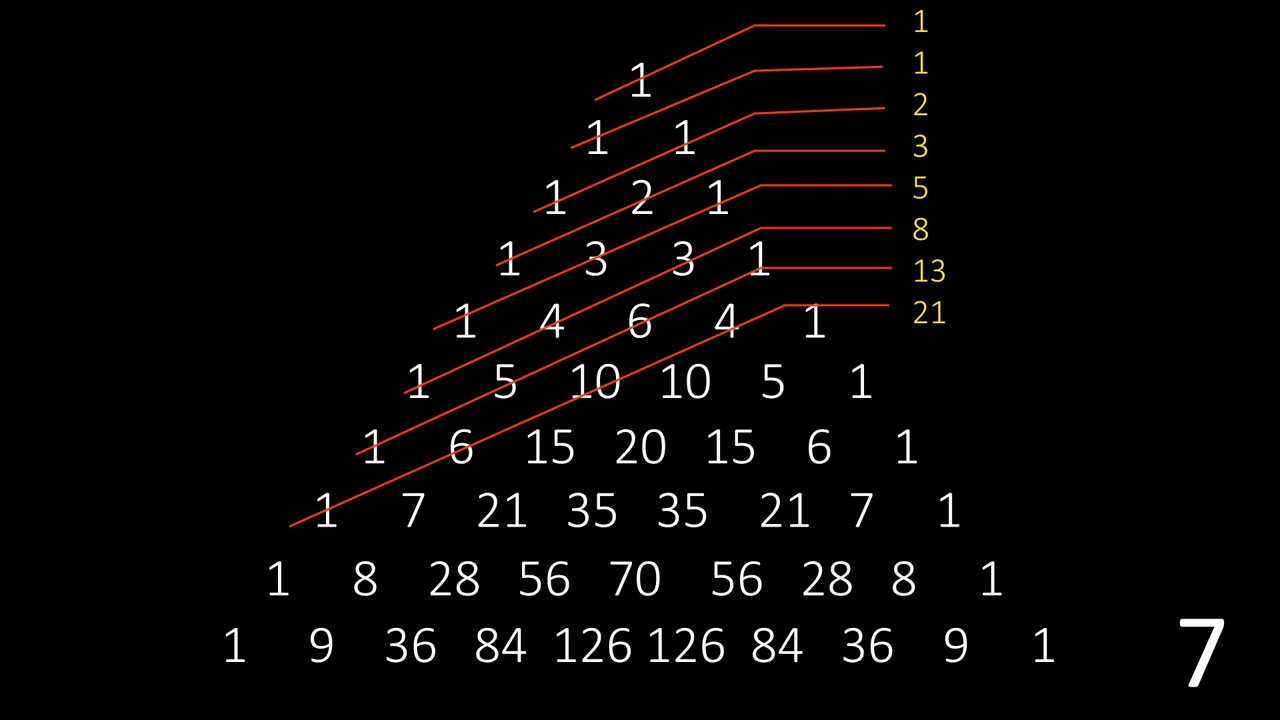 1
1
2
3
5
8
13
21
1
1 1
1 2 1
1 3 3 1
1 4 6 4 1
1 5 10 10 5 1
1 6 15 20 15 6 1
1 7 21 35 35 21 7 1
1 8 28 56 70 56 28 8 1
1 9 36 84 126 126 84 36 9 1
7